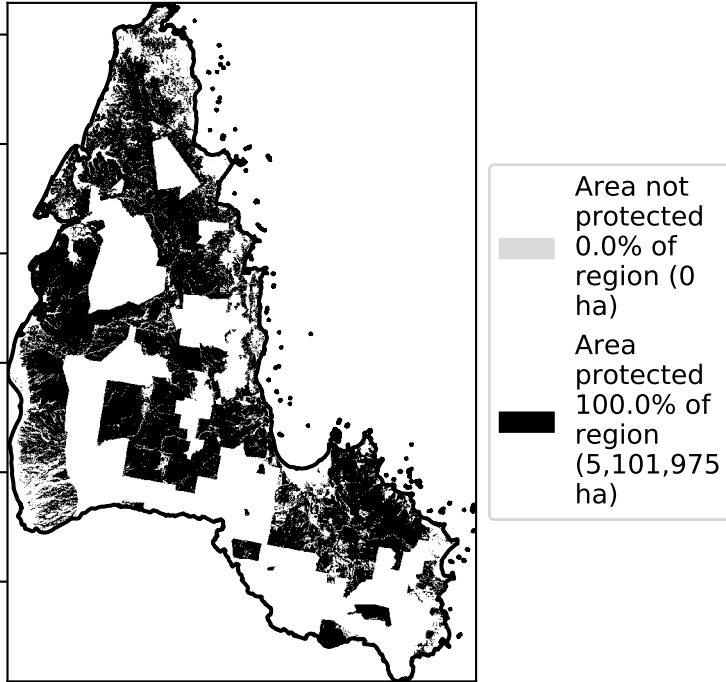 Area not
protected
0.0% of
region (0
ha)
Area
protected
100.0% of
region
(5,101,975
ha)